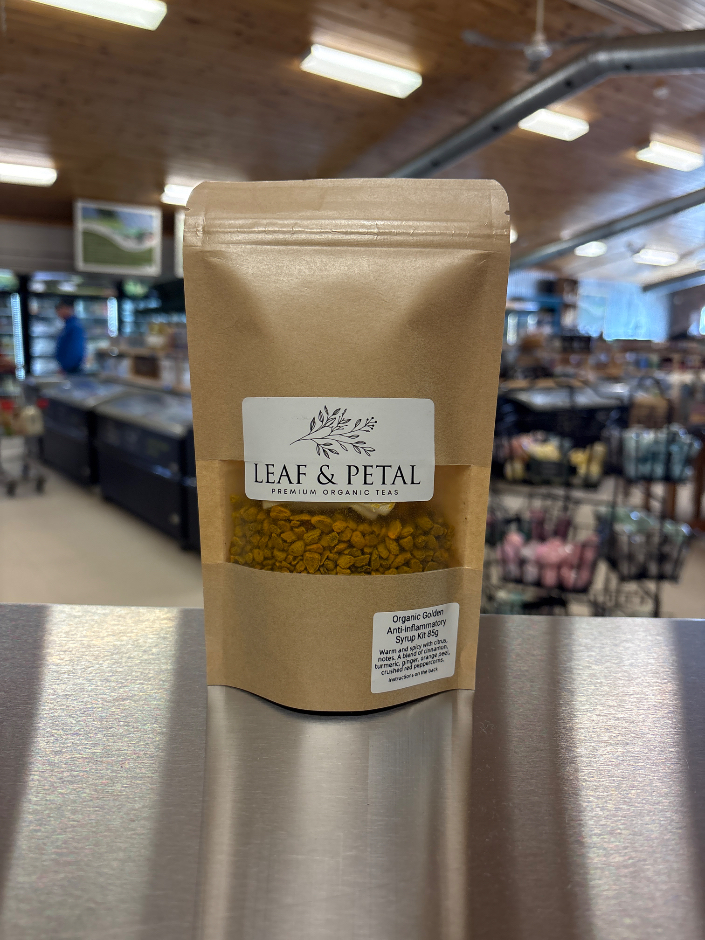 LEAF & PETAL
PREMIUM ORGANIC TEAS
Organic Golden
Anti-inflammatory
Syrup Kit 85g
Warm and spicy with citrus,
notes. A blend of cinnamon,
turmeric, ginger, orange peel,
crushed red peppercorns.
Instructions on the back